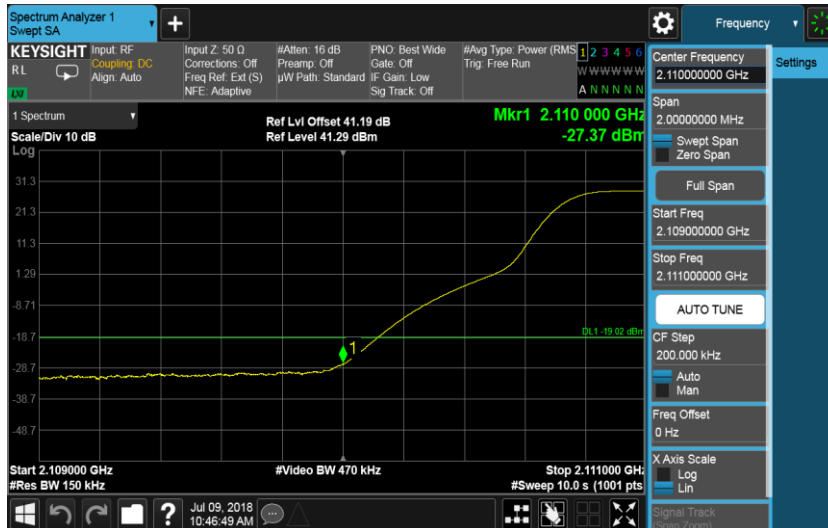 Spectrum Analyzer 1
Swept SA
+
Frequency
KEYSIGHT Input: RF Input Z: 50 Ω #Atten: 16 dB PNO: Best Wide #Avg Type: Power (RMS 1 2 3 4 5 6
RL Coupling: DC Corrections: Off Preamp: Off Gate: Off Trig: Free Run
Align: Auto Freq Ref: Ext (S) µW Path: Standard IF Gain: Low W W W W W W
LXI NFE: Adaptive Sig Track: Off A N N N N N
1 Spectrum
Scale/Div 10 dB
Ref Lvl Offset 41.19 dB
Ref Level 41.29 dBm
Mkr1 2.110 000 GHz
-27.37 dBm
Log
31.3
21.3
11.3
1.29
-8.71
-18.7
-28.7
-38.7
-48.7
DL1 -19.02 dBm
1
Start 2.109000 GHz #Video BW 470 kHz Stop 2.111000 GHz
#Res BW 150 kHz #Sweep 10.0 s (1001 pts
Jul 09, 2018
10:46:49 AM
?
Center Frequency
2.110000000 GHz
Settings
Span
2.00000000 MHz
Swept Span
Zero Span
Full Span
Start Freq
2.109000000 GHz
Stop Freq
2.111000000 GHz
AUTO TUNE
CF Step
200.000 kHz
Auto
Man
Freq Offset
0 Hz
X Axis Scale
Log
Lin
Signal Track
(Span Zoom)